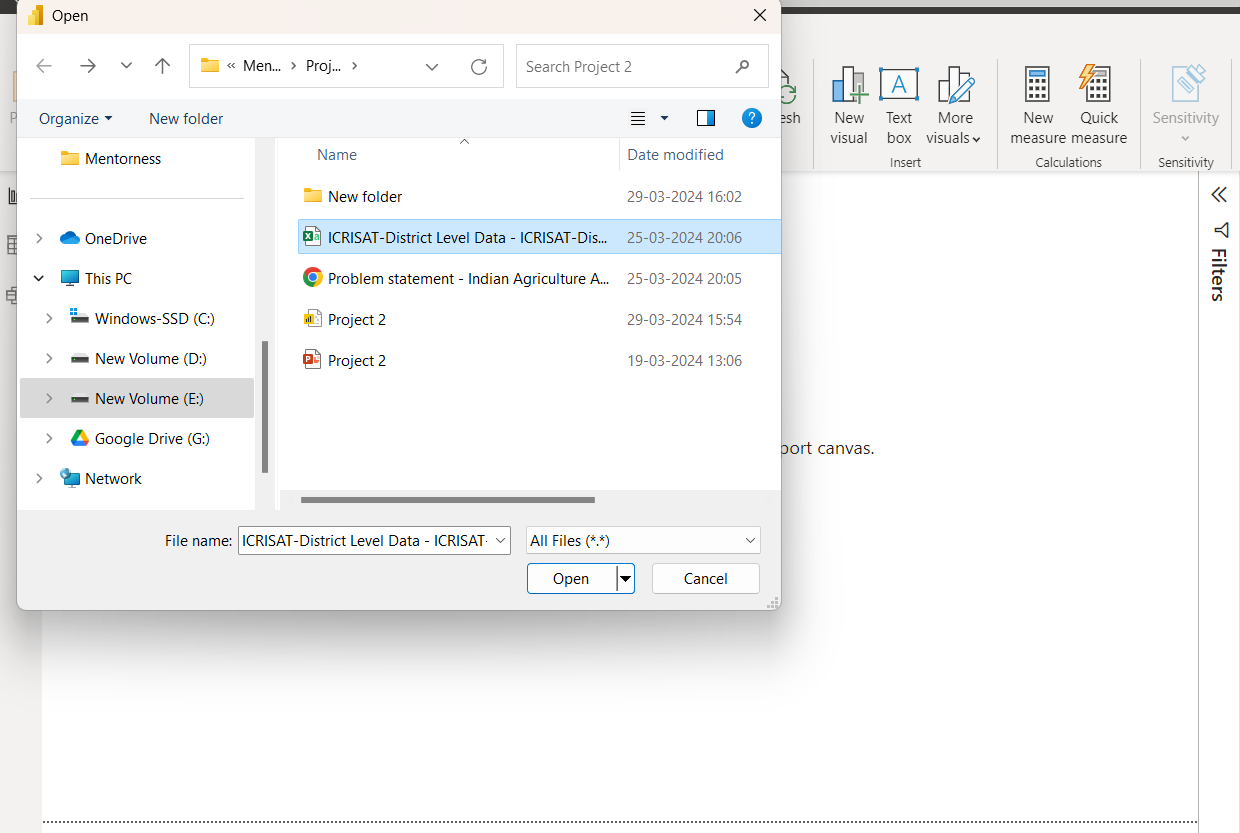 Open
« Men... › Proj... ›
Search Project 2
Organize
New folder
?
Mentorness
OneDrive
This PC
Windows-SSD (C:)
New Volume (D:)
New Volume (E:)
Google Drive (G:)
Network
Name
Date modified
New folder
29-03-2024 16:02
ICRISAT-District Level Data - ICRISAT-Dis...
25-03-2024 20:06
Problem statement - Indian Agriculture A...
25-03-2024 20:05
Project 2
29-03-2024 15:54
Project 2
19-03-2024 13:06
File name:
ICRISAT-District Level Data - ICRISAT-
All Files (*.*)
Open
Cancel
esh
New
visual
A
Text
box
More
visuals
Insert
New
measure
Quick
measure
Calculations
Sensitivity
Sensitivity
Filters
port canvas.